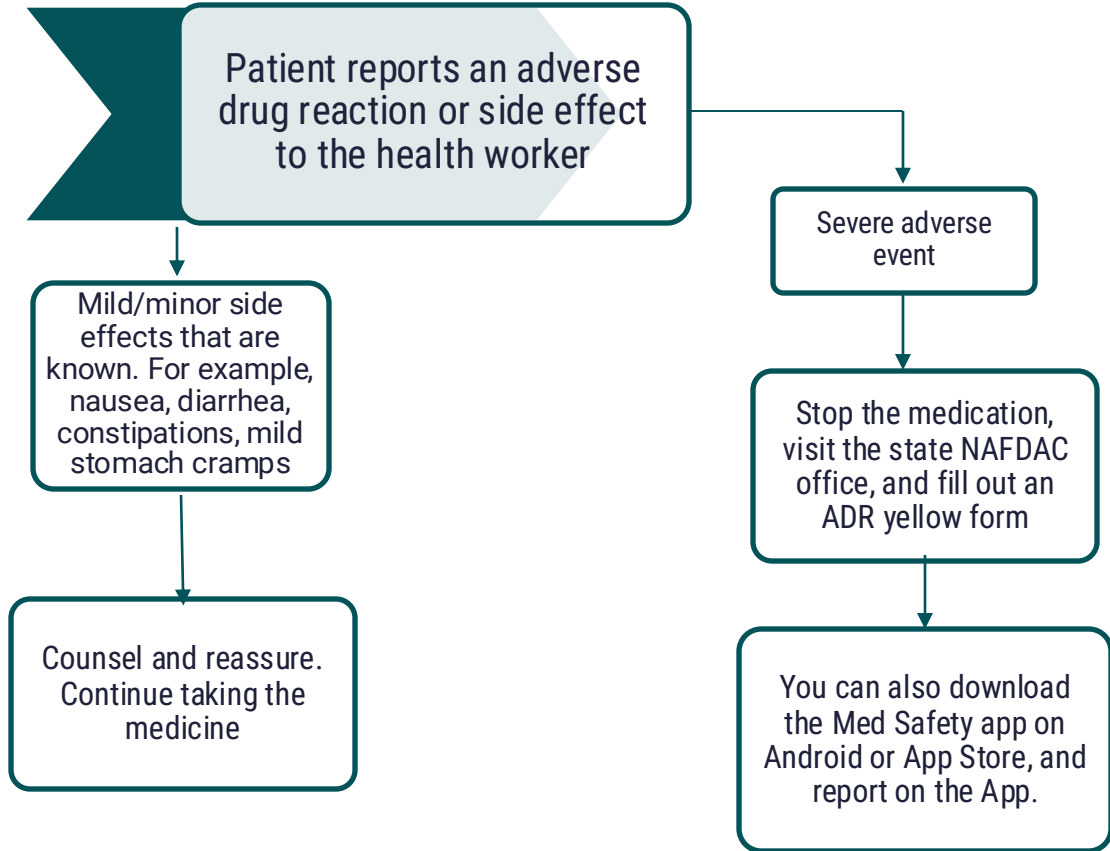 Patient reports an adverse
drug reaction or side effect
to the health worker
Mild/minor side
effects that are
known. For example,
nausea, diarrhea,
constipations, mild
stomach cramps
Counsel and reassure.
Continue taking the
medicine
Severe adverse
event
Stop the medication,
visit the state NAFDAC
office, and fill out an
ADR yellow form
You can also download
the Med Safety app on
Android or App Store, and
report on the App.